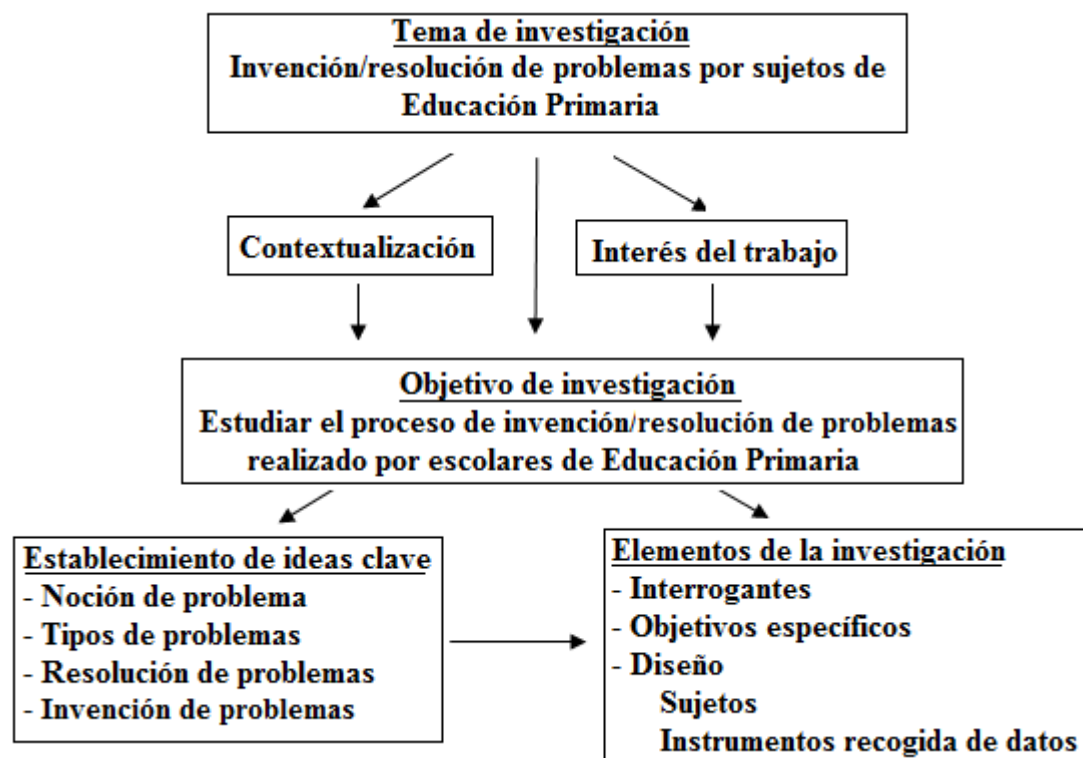 Tema de investigación
Invención/resolución de problemas por sujetos de
Educación Primaria
Contextualización
Interés del trabajo
Objetivo de investigación
Estudiar el proceso de invención/resolución de problemas
realizado por escolares de Educación Primaria
Establecimiento de ideas clave
- Noción de problema
- Tipos de problemas
- Resolución de problemas
- Invención de problemas
Elementos de la investigación
- Interrogantes
- Objetivos específicos
- Diseño
Sujetos
Instrumentos recogida de datos